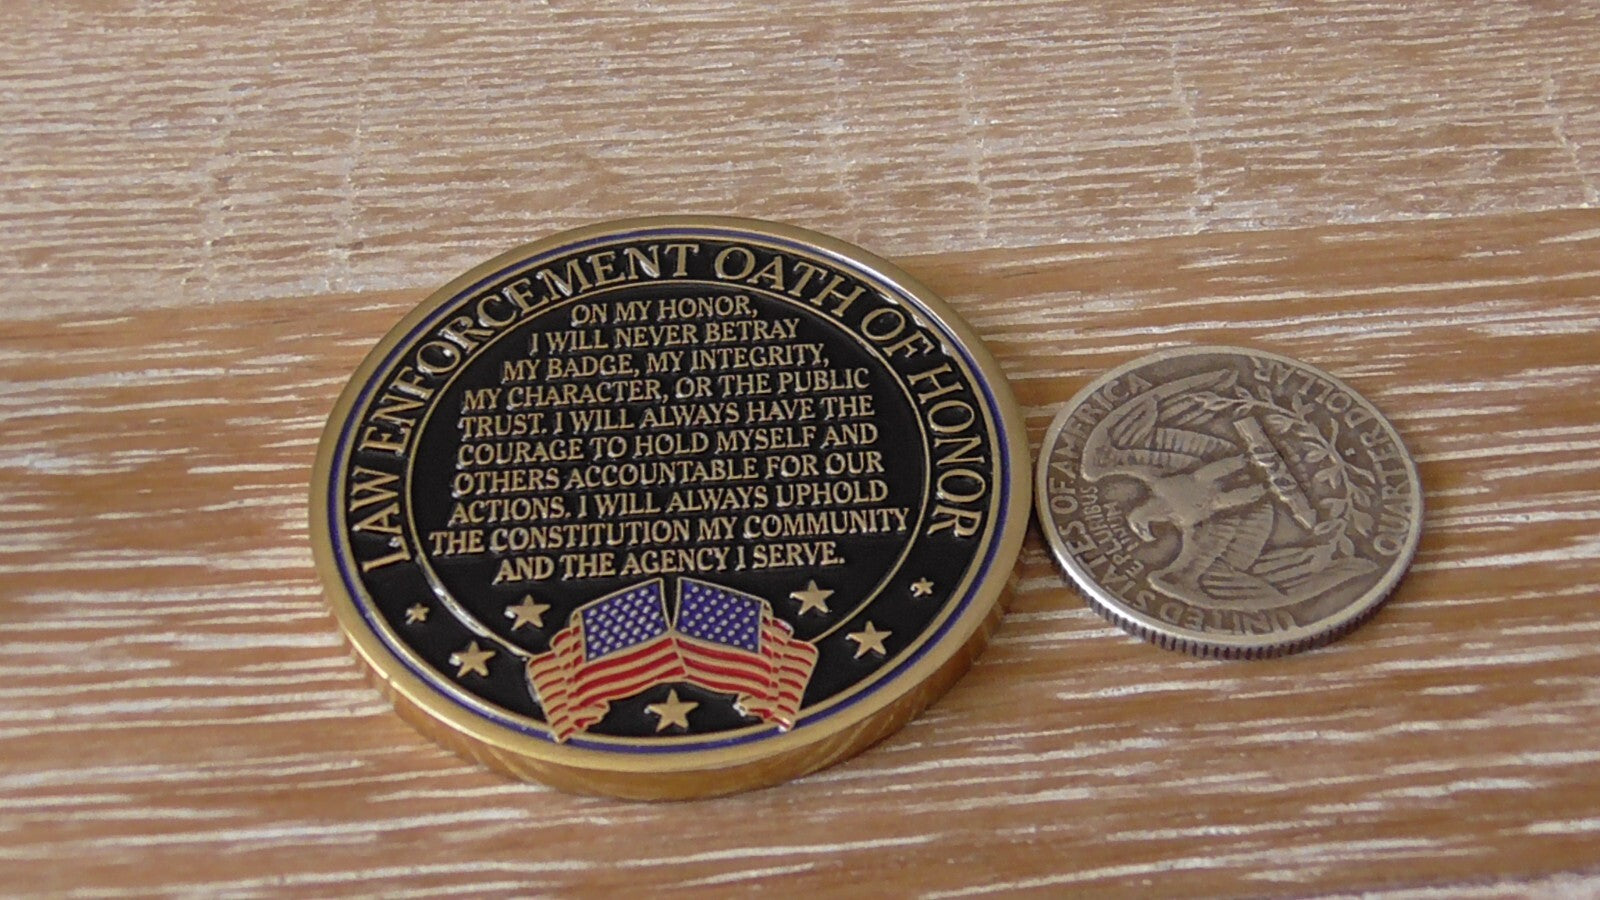 LAW ENFORCEMENT OATH OF HONOR
ON MY HONOR,
I WILL NEVER BETRAY
MY BADGE, MY INTEGRITY,
MY CHARACTER, OR THE PUBLIC
TRUST. I WILL ALWAYS HAVE THE
COURAGE TO HOLD MYSELF AND
OTHERS ACCOUNTABLE FOR OUR
ACTIONS. I WILL ALWAYS UPHOLD
THE CONSTITUTION MY COMMUNITY
AND THE AGENCY I SERVE.
UNITED STATES OF AMERICA
E PLURIBUS
UNUM
QUARTER DOLLAR